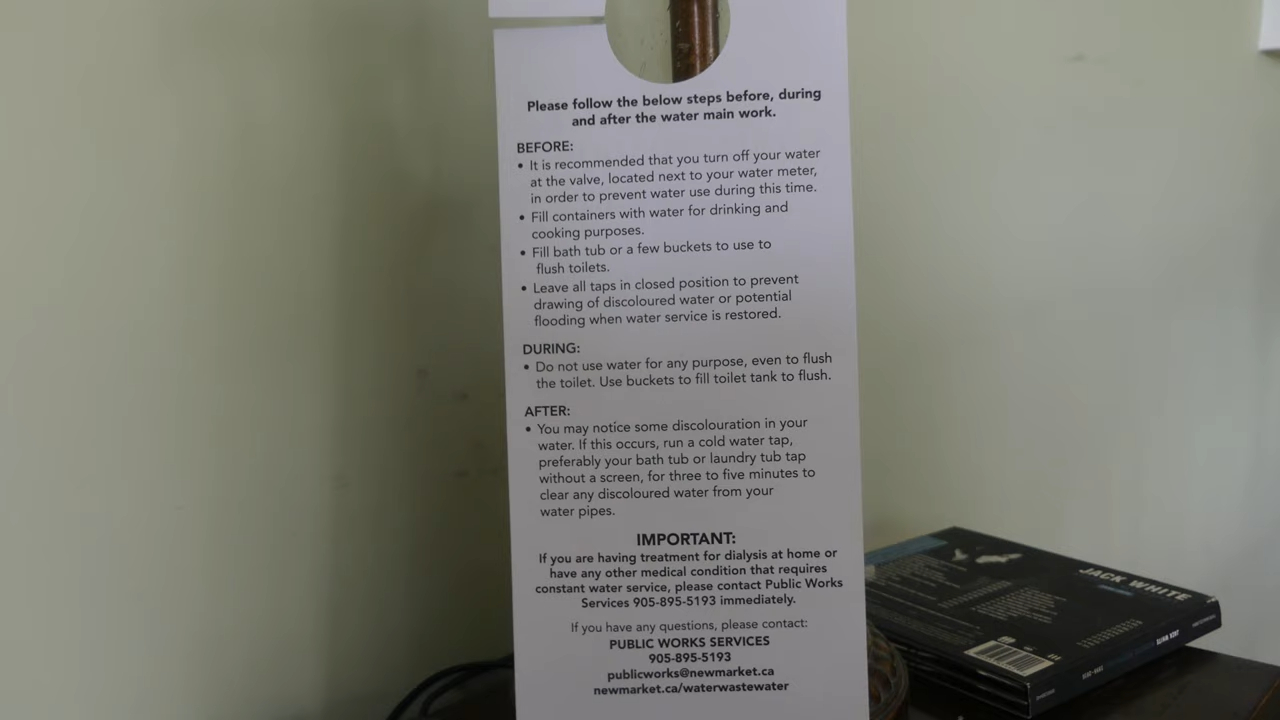 Please follow the below steps before, during
and after the water main work.
BEFORE:
• It is recommended that you turn off your water
at the valve, located next to your water meter,
in order to prevent water use during this time.
• Fill containers with water for drinking and
cooking purposes.
• Fill bath tub or a few buckets to use to
flush toilets.
• Leave all taps in closed position to prevent
drawing of discoloured water or potential
flooding when water service is restored.
DURING:
• Do not use water for any purpose, even to flush
the toilet. Use buckets to fill toilet tank to flush.
AFTER:
• You may notice some discolouration in your
water. If this occurs, run a cold water tap,
preferably your bath tub or laundry tub tap
without a screen, for three to five minutes to
clear any discoloured water from your
water pipes.
IMPORTANT:
If you are having treatment for dialysis at home or
have any other medical condition that requires
constant water service, please contact Public Works
Services 905-895-5193 immediately.
If you have any questions, please contact:
PUBLIC WORKS SERVICES
905-895-5193
publicworks@newmarket.ca
newmarket.ca/waterwastewater
JACK WHITE